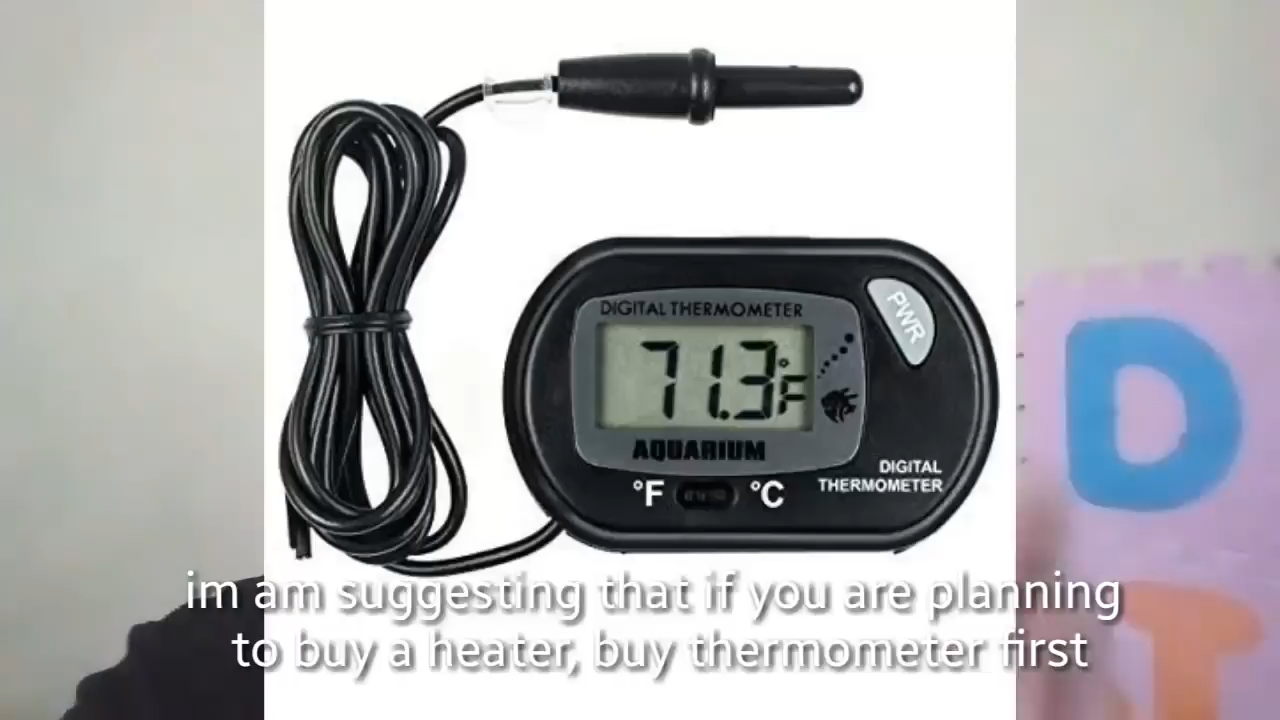 PWR
DIGITAL THERMOMETER
71.3°F
AQUARIUM
DIGITAL
THERMOMETER
°F °C
D
T
im am suggesting that if you are planning
to buy a heater, buy thermometer first